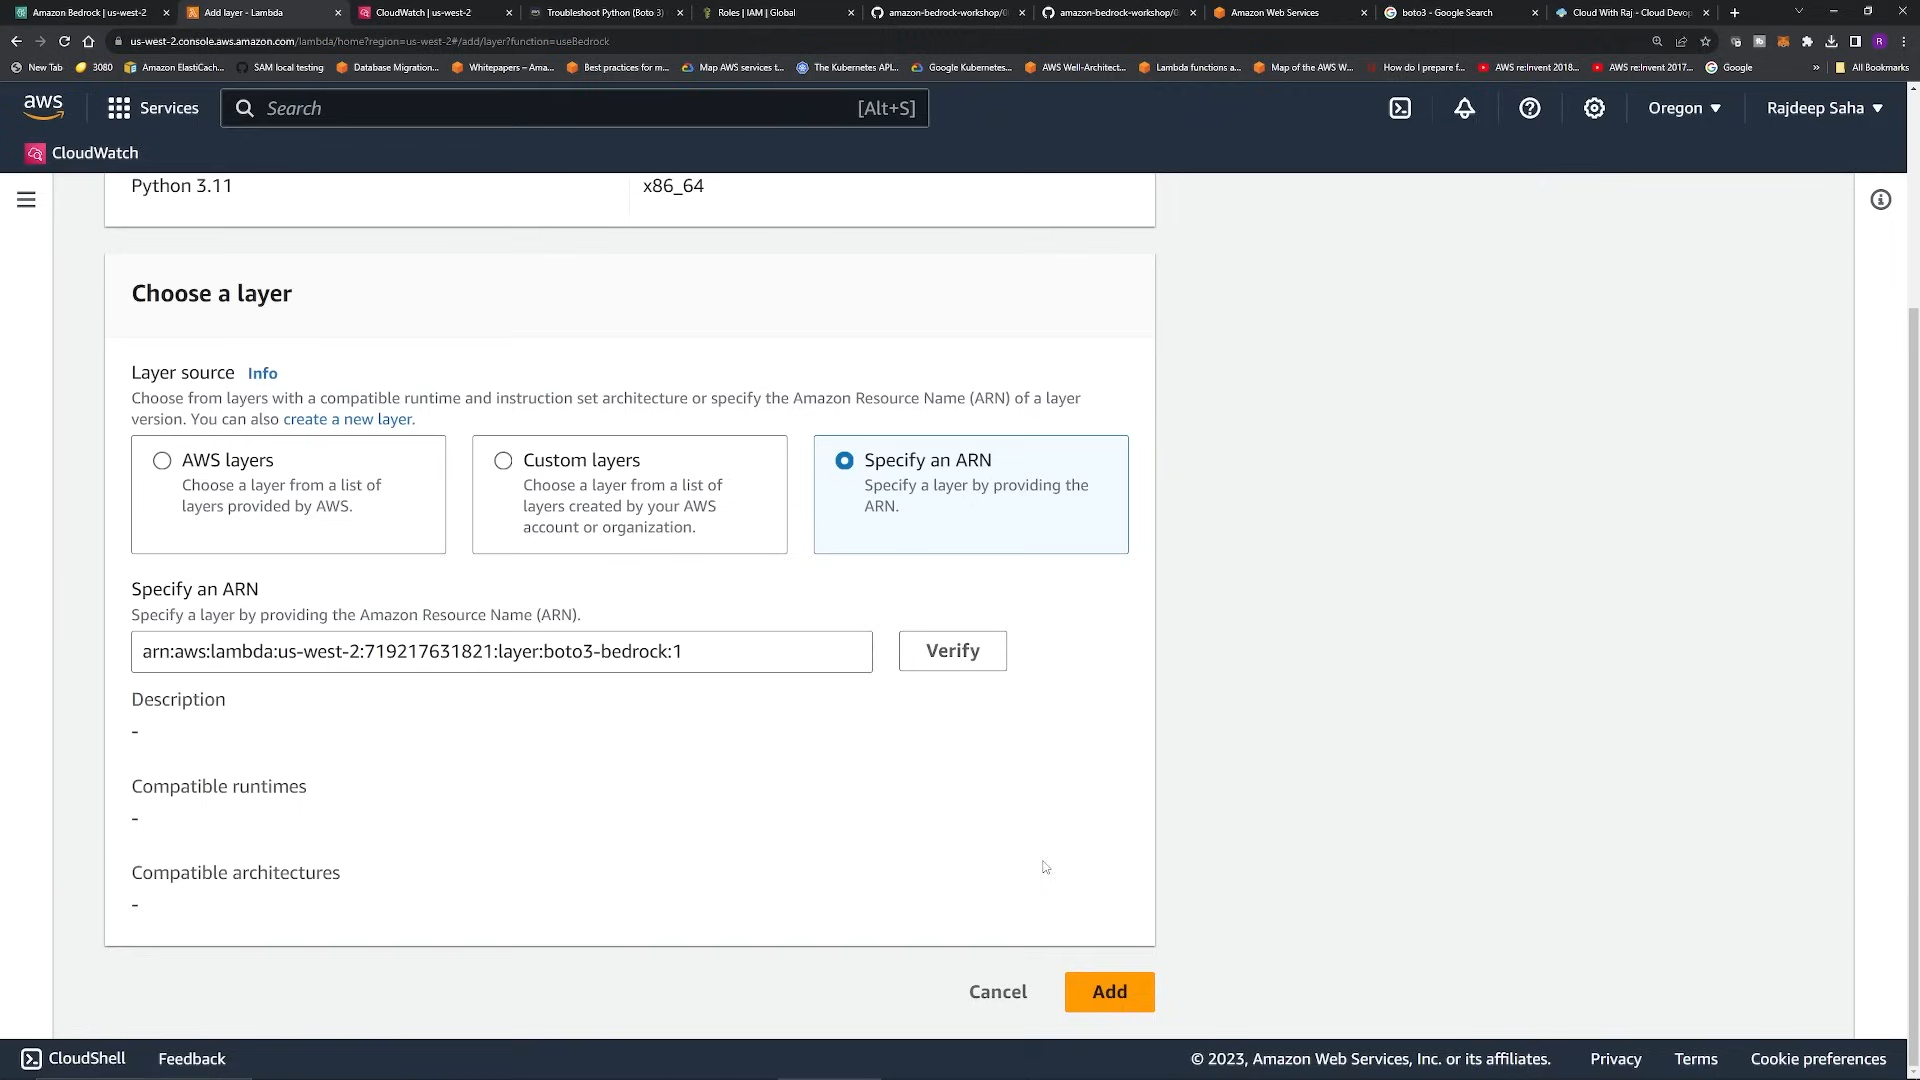 Amazon Bedrock | us-west-2
Add layer - Lambda
CloudWatch | us-west-2
Troubleshoot Python (Boto 3)
Roles | IAM | Global
amazon-bedrock-workshop/0
amazon-bedrock-workshop/0
Amazon Web Services
boto3 - Google Search
Cloud With Raj - Cloud Devop
us-west-2.console.aws.amazon.com/lambda/home?region=us-west-2#/add/layer?function=useBedrock
New Tab
3080
Amazon ElastiCach...
SAM local testing
Database Migration...
Whitepapers – Ama...
Best practices for m...
Map AWS services t...
The Kubernetes API...
Google Kubernetes...
AWS Well-Architect...
Lambda functions a...
Map of the AWS W...
How do I prepare f...
AWS re:Invent 2018...
AWS re:Invent 2017...
Google
»
All Bookmarks
aws
Services
Search
[Alt+S]
Oregon
Rajdeep Saha
CloudWatch
Python 3.11
x86_64
Choose a layer
Layer source Info
Choose from layers with a compatible runtime and instruction set architecture or specify the Amazon Resource Name (ARN) of a layer
version. You can also create a new layer.
AWS layers
Choose a layer from a list of
layers provided by AWS.
Custom layers
Choose a layer from a list of
layers created by your AWS
account or organization.
Specify an ARN
Specify a layer by providing the
ARN.
Specify an ARN
Specify a layer by providing the Amazon Resource Name (ARN).
arn:aws:lambda:us-west-2:719217631821:layer:boto3-bedrock:1
Verify
Description
-
Compatible runtimes
-
Compatible architectures
-
Cancel
Add
CloudShell
Feedback
© 2023, Amazon Web Services, Inc. or its affiliates.
Privacy
Terms
Cookie preferences